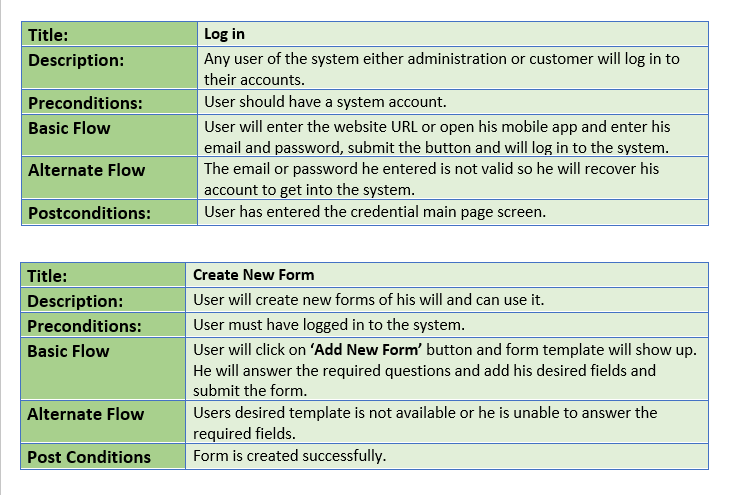 Title: Log in
Description: Any user of the system either administration or customer will log in to
their accounts.
Preconditions: User should have a system account.
Basic Flow User will enter the website URL or open his mobile app and enter his
email and password, submit the button and will log in to the system.
Alternate Flow The email or password he entered is not valid so he will recover his
account to get into the system.
Postconditions: User has entered the credential main page screen.
Title: Create New Form
Description: User will create new forms of his will and can use it.
Preconditions: User must have logged in to the system.
Basic Flow User will click on ‘Add New Form’ button and form template will show up.
He will answer the required questions and add his desired fields and
submit the form.
Alternate Flow Users desired template is not available or he is unable to answer the
required fields.
Post Conditions Form is created successfully.